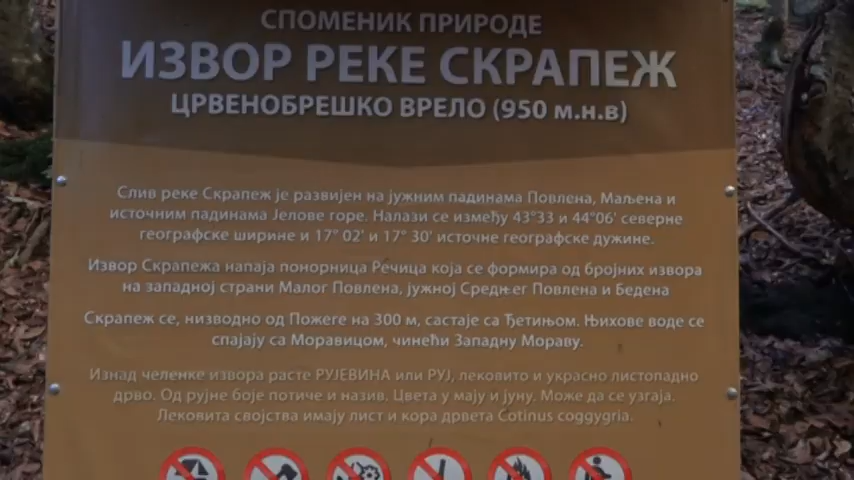 СПОМЕНИК ПРИРОДЕ
ИЗВОР РЕКЕ СКРАПЕЖ
ЦРВЕНОБРЕШКО ВРЕЛО (950 м.н.в)
Слив реке Скрапеж је развијен на јужним падинама Повлена, Маљена и
источним падинама Јелове горе. Налази се између 43°33 и 44°06' северне
географске ширине и 17° 02' и 17° 30' источне географске дужине.
Извор Скрапежа напаја понорница Речица која се формира од бројних извора
на западној страни Малог Повлена, јужној Средњег Повлена и Бедена
Скрапеж се, низводно од Пожеге на 300 м, састаје са Ђетињом. Њихове воде се
спајају са Моравицом, чинећи Западну Мораву.
Изнад челенке извора расте РУЈЕВИНА или РУЈ, лековито и украсно листопадно
дрво. Од рујне боје потиче и назив. Цвета у мају и јуну. Може да се узгаја.
Лековита својства имају лист и кора дрвета Cotinus coggygria.